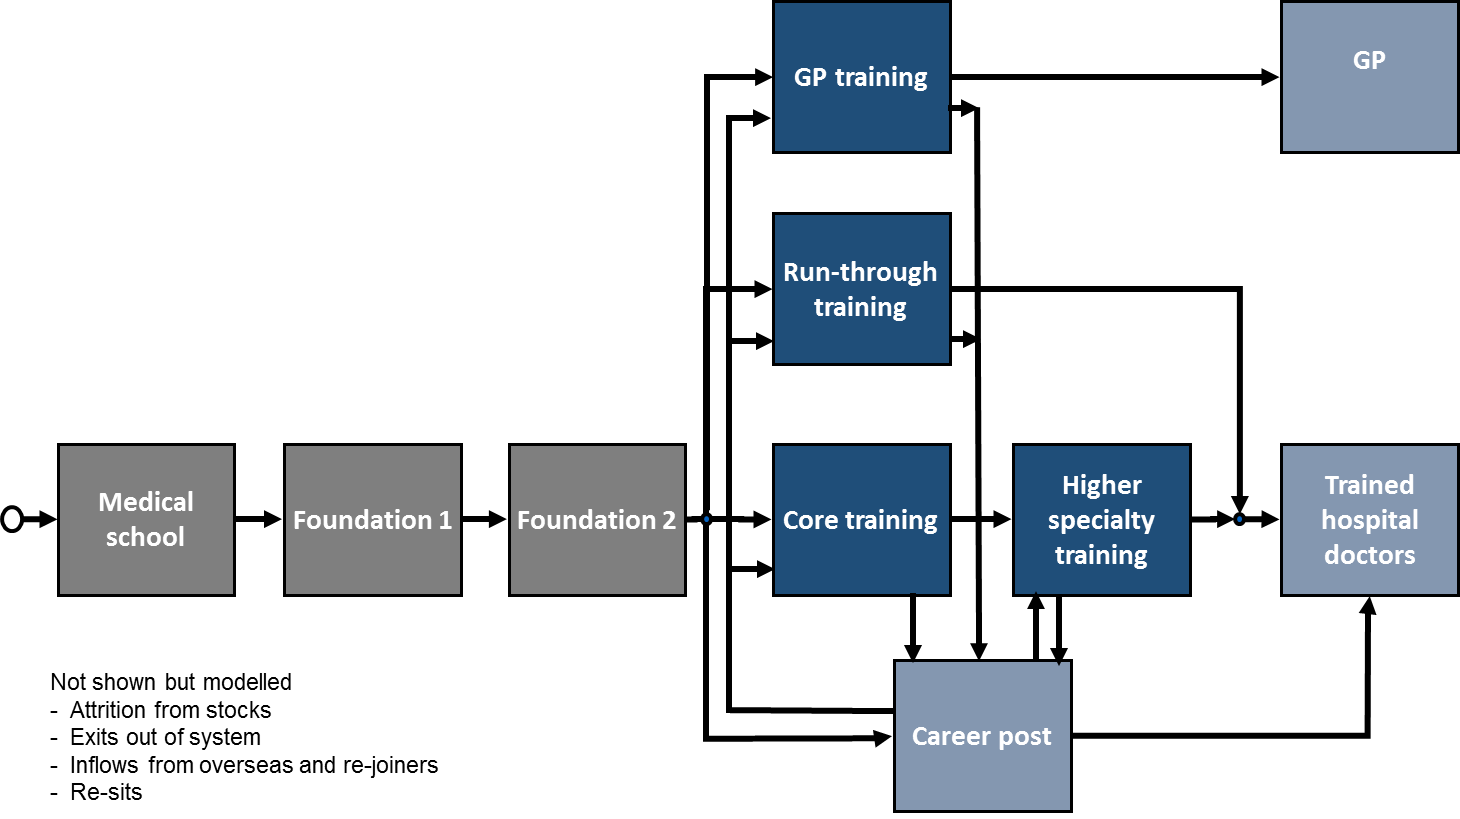 GP training
GP
Run-through
training
Medical
school
Foundation 1
Foundation 2
Core training
Higher
specialty
training
Trained
hospital
doctors
Career post
Not shown but modelled
- Attrition from stocks
- Exits out of system
- Inflows from overseas and re-joiners
- Re-sits